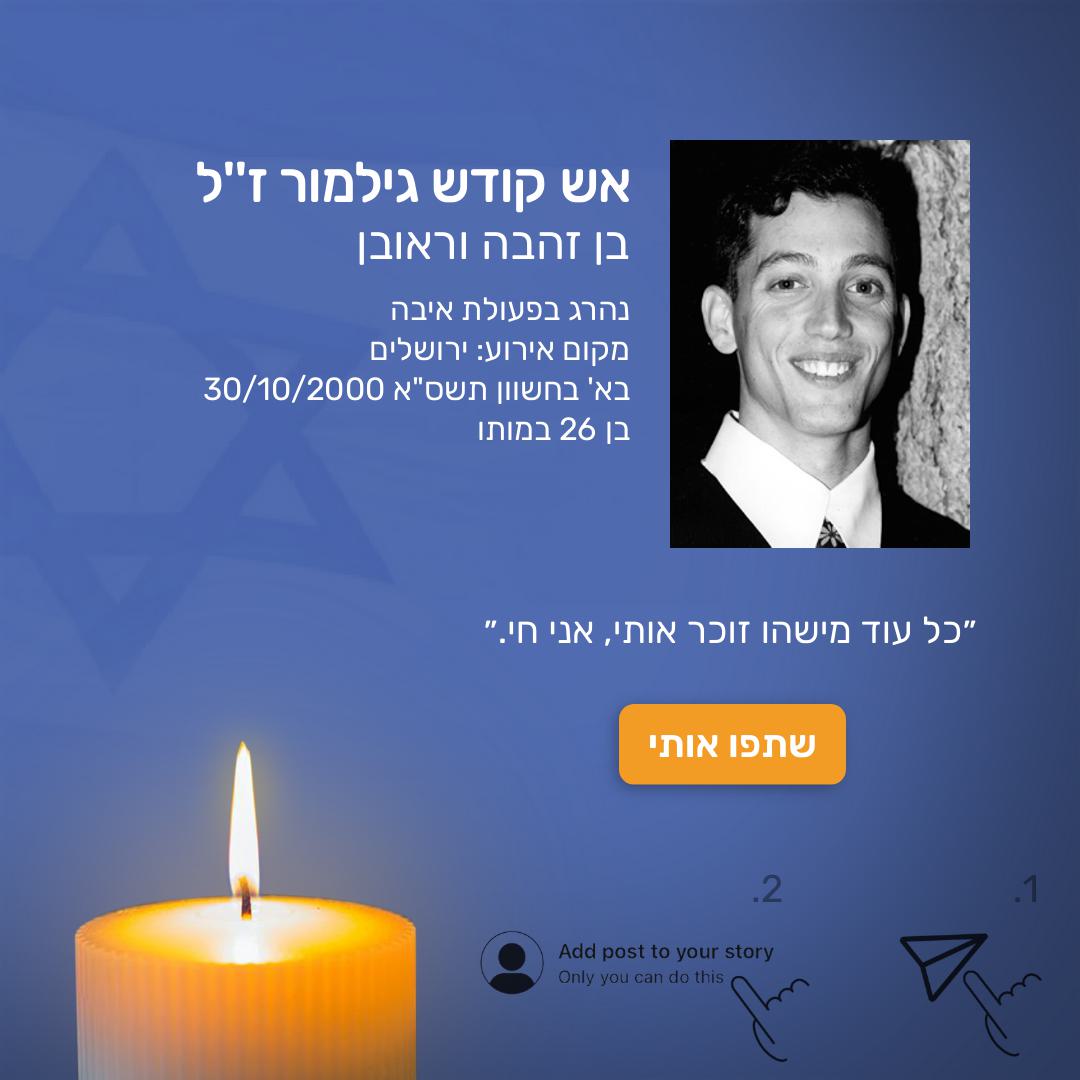 אש קודש גילמור ז"ל
בן זהבה וראובן
נהרג בפעולת איבה
מקום אירוע: ירושלים
בא' בחשוון תשס"א 30/10/2000
בן 26 במותו
"כל עוד מישהו זוכר אותי, אני חי."
שתפו אותי
1.
2.
Add post to your story
Only you can do this